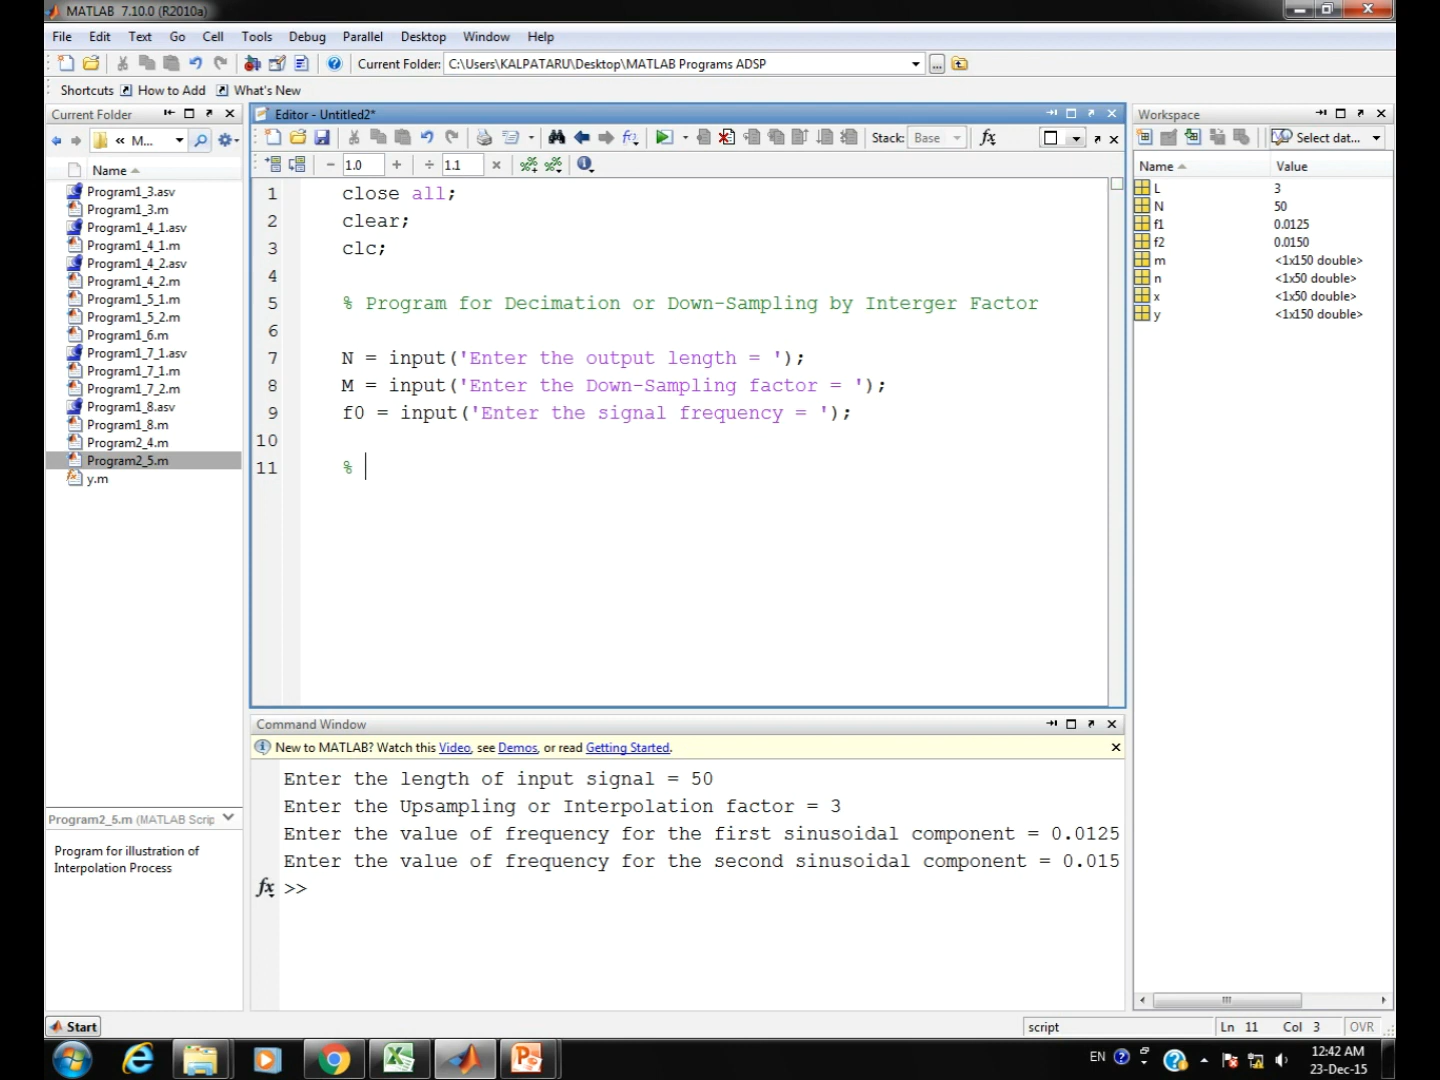 MATLAB 7.10.0 (R2010a)
File Edit Text Go Cell Tools Debug Parallel Desktop Window Help
Current Folder: C:\Users\KALPATARU\Desktop\MATLAB Programs ADSP
Shortcuts How to Add What's New
Current Folder
« M...
Name
Program1_3.asv
Program1_3.m
Program1_4_1.asv
Program1_4_1.m
Program1_4_2.asv
Program1_4_2.m
Program1_5_1.m
Program1_5_2.m
Program1_6.m
Program1_7_1.asv
Program1_7_1.m
Program1_7_2.m
Program1_8.asv
Program1_8.m
Program2_4.m
Program2_5.m
y.m
Program2_5.m (MATLAB Scrip
Program for illustration of
Interpolation Process
Editor - Untitled2*
Stack: Base fx
− 1.0 + ÷ 1.1 ×
1 close all;
2 clear;
3 clc;
4
5 % Program for Decimation or Down-Sampling by Interger Factor
6
7 N = input('Enter the output length = ');
8 M = input('Enter the Down-Sampling factor = ');
9 f0 = input('Enter the signal frequency = ');
10
11 %
Command Window
New to MATLAB? Watch this Video, see Demos, or read Getting Started.
Enter the length of input signal = 50
Enter the Upsampling or Interpolation factor = 3
Enter the value of frequency for the first sinusoidal component = 0.0125
Enter the value of frequency for the second sinusoidal component = 0.015
fx >>
Workspace
Select dat...
Name Value
L 3
N 50
f1 0.0125
f2 0.0150
m <1x150 double>
n <1x50 double>
x <1x50 double>
y <1x150 double>
Start
script Ln 11 Col 3 OVR
EN
12:42 AM
23-Dec-15